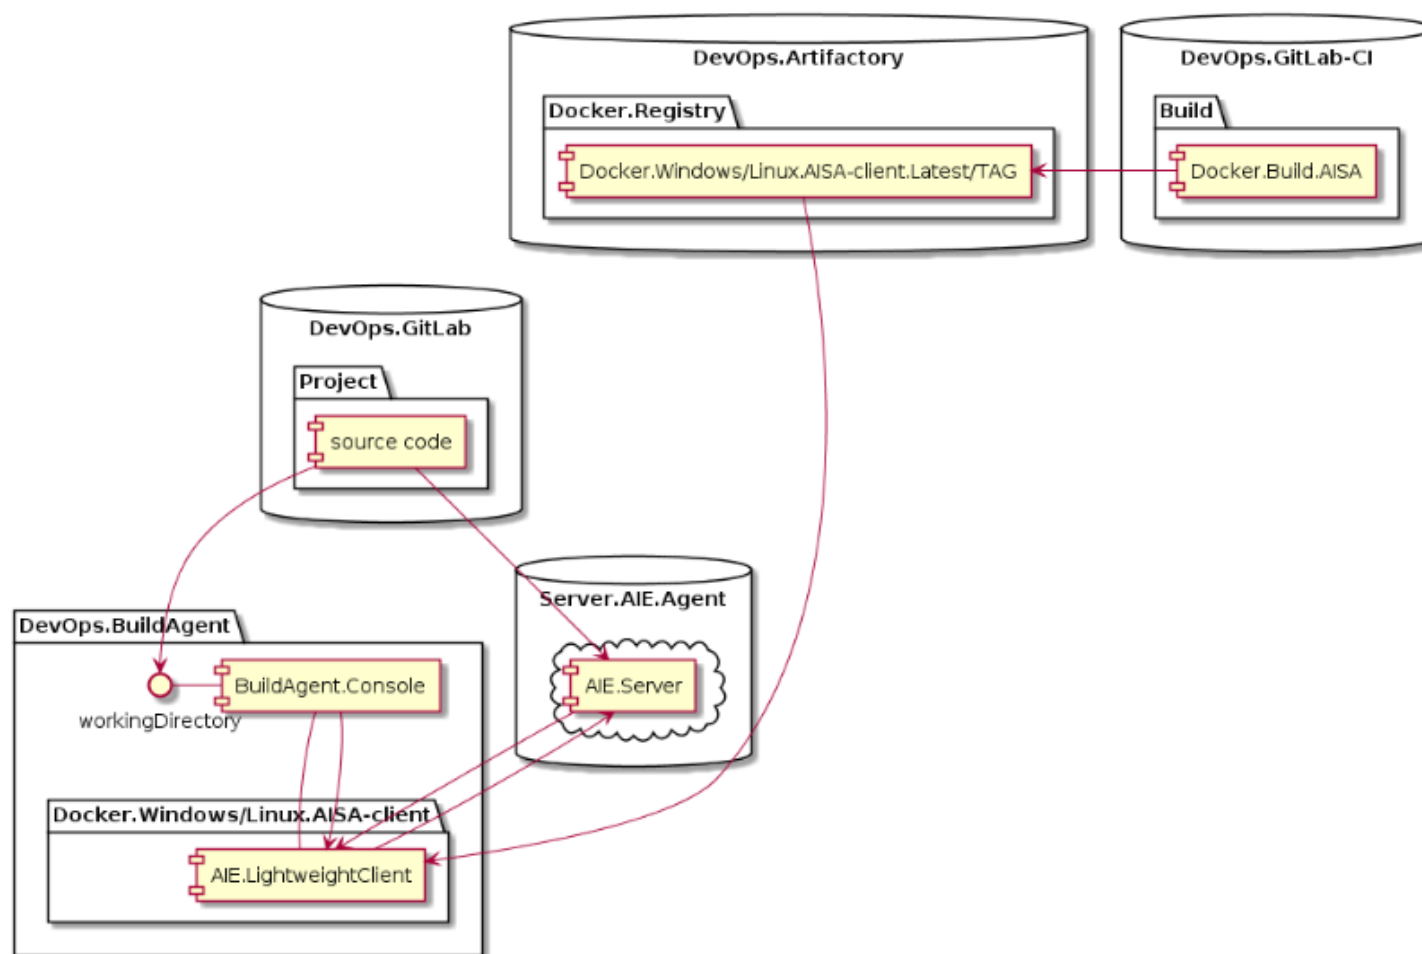 DevOps.Artifactory
DevOps.GitLab-CI
Docker.Registry
Build
Docker.Windows/Linux.AISA-client.Latest/TAG
Docker.Build.AISA
DevOps.GitLab
Project
source code
Server.AIE.Agent
DevOps.BuildAgent
BuildAgent.Console
AIE.Server
workingDirectory
Docker.Windows/Linux.AISA-client
AIE.LightweightClient